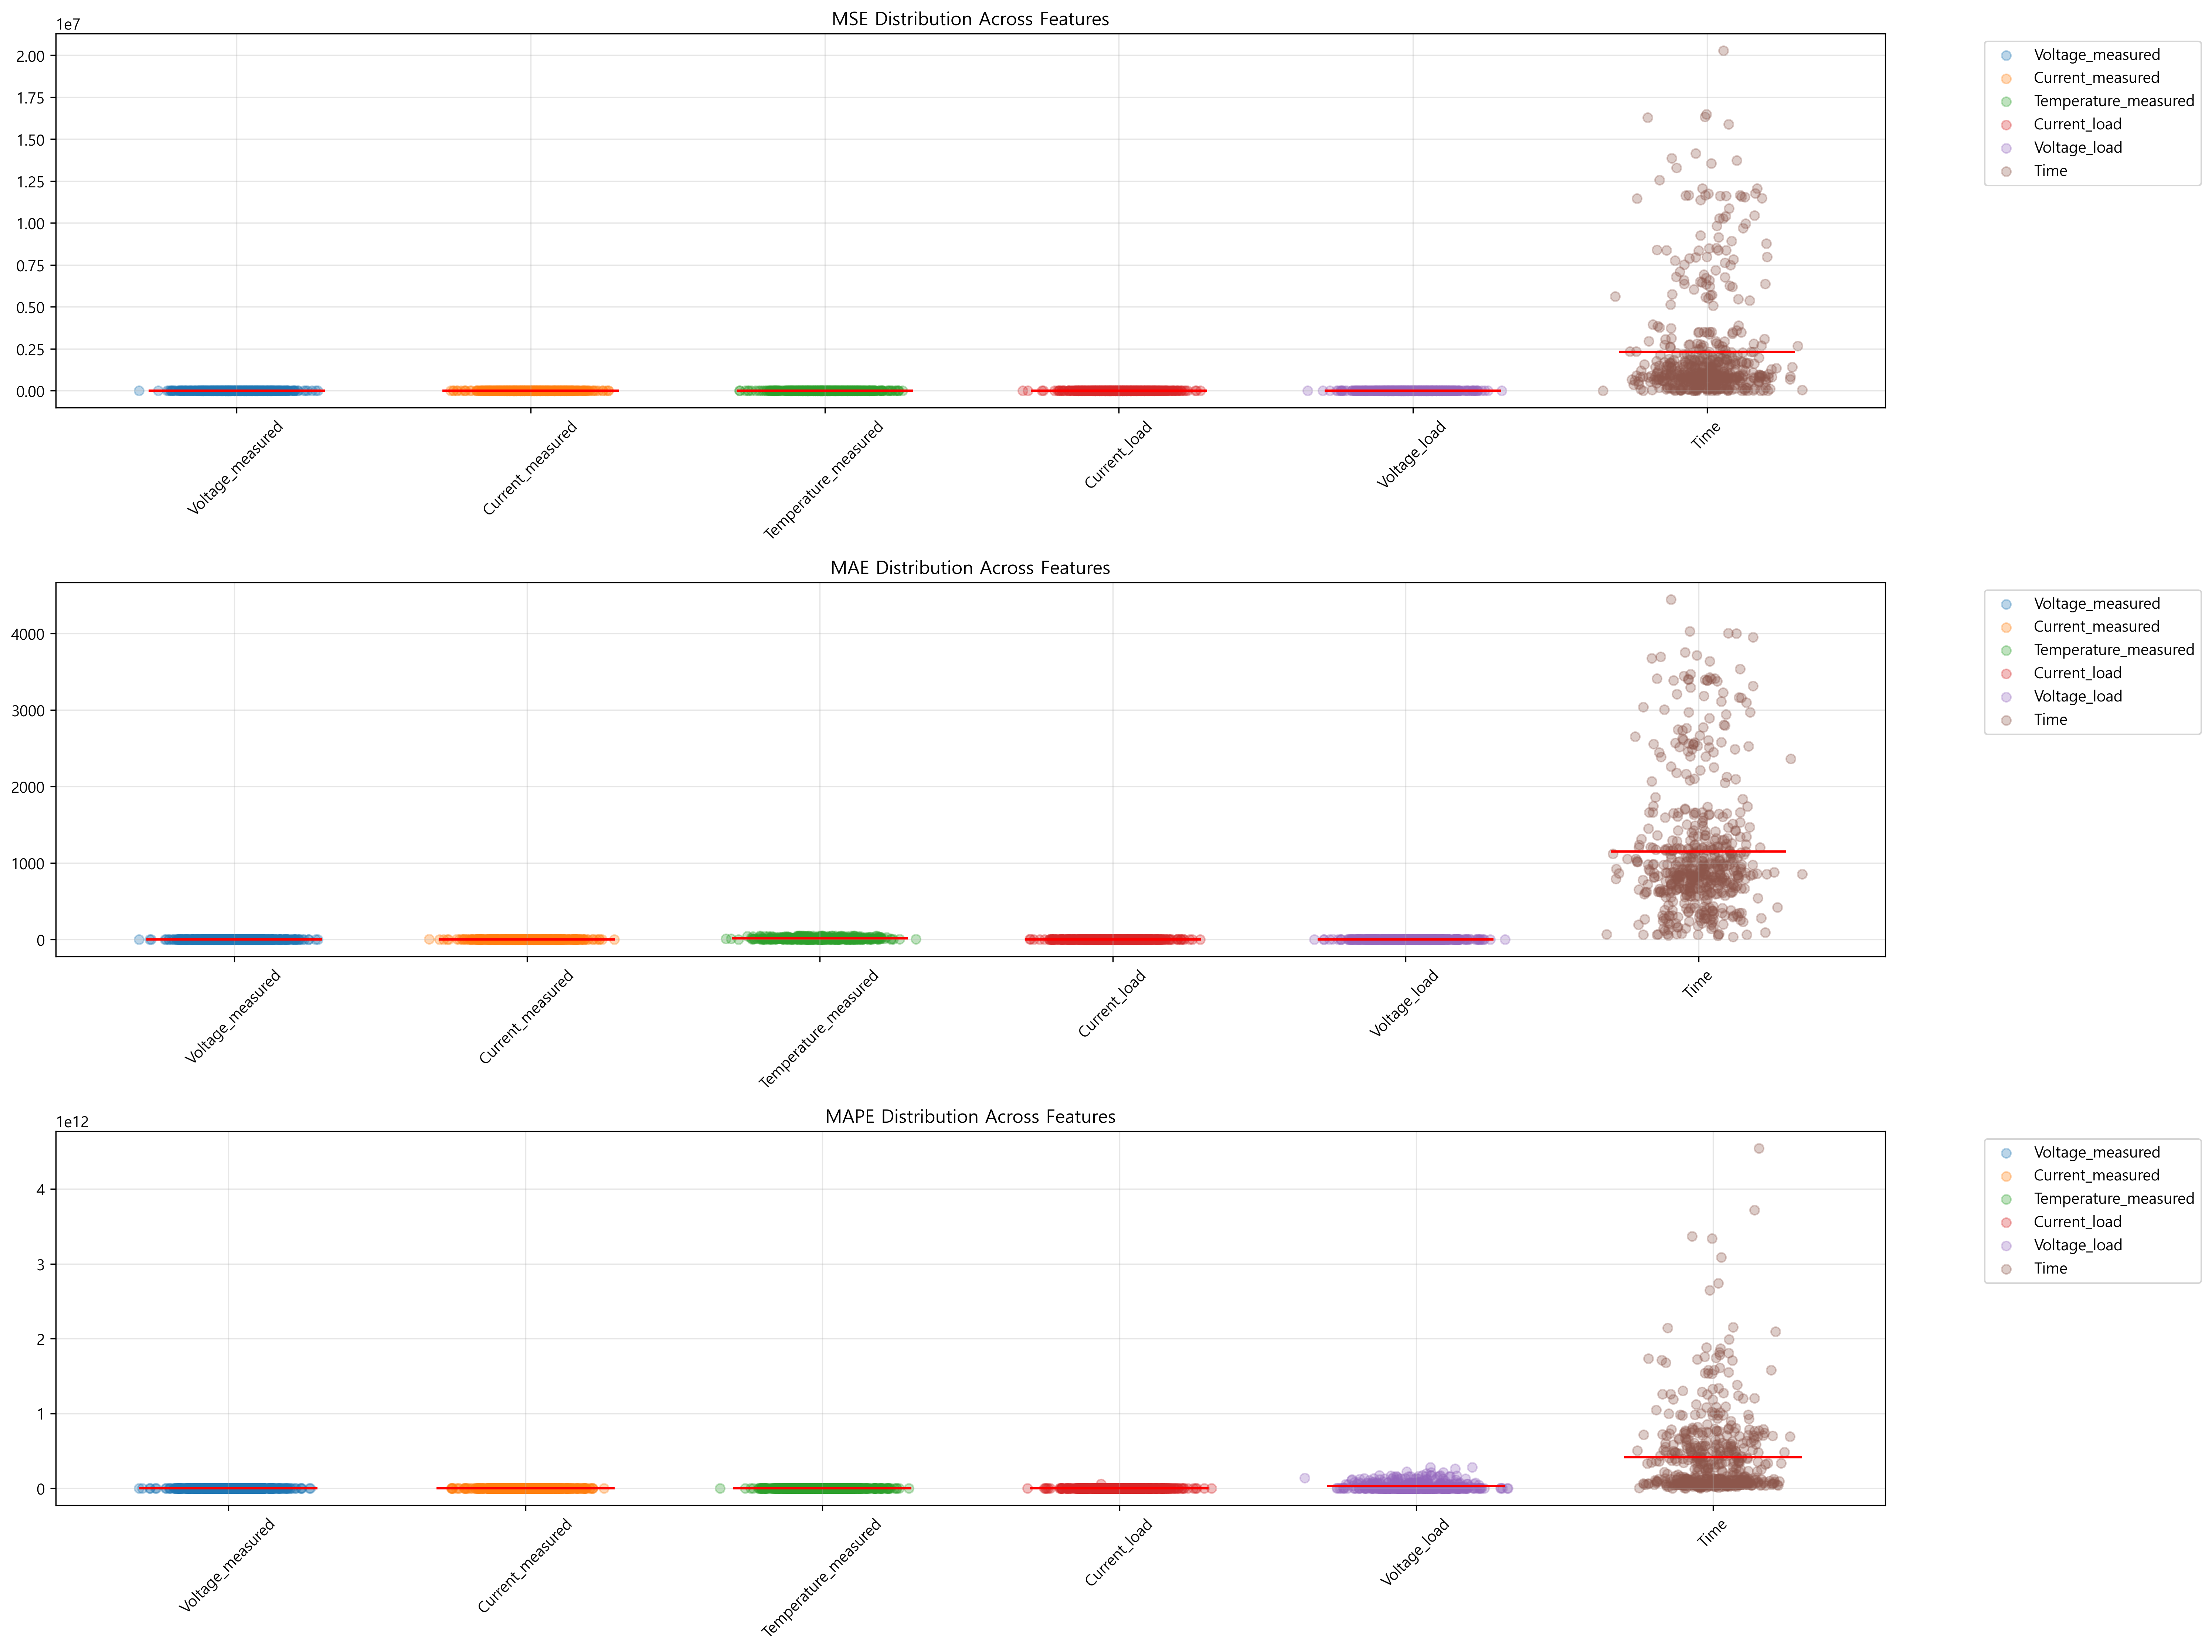 MSE Distribution Across Features
1e7
2.00
1.75
1.50
1.25
1.00
0.75
0.50
0.25
0.00
Voltage_measured
Current_measured
Temperature_measured
Current_load
Voltage_load
Time
Voltage_measured
Current_measured
Temperature_measured
Current_load
Voltage_load
Time
MAE Distribution Across Features
4000
3000
2000
1000
0
Voltage_measured
Current_measured
Temperature_measured
Current_load
Voltage_load
Time
Voltage_measured
Current_measured
Temperature_measured
Current_load
Voltage_load
Time
MAPE Distribution Across Features
1e12
4
3
2
1
0
Voltage_measured
Current_measured
Temperature_measured
Current_load
Voltage_load
Time
Voltage_measured
Current_measured
Temperature_measured
Current_load
Voltage_load
Time